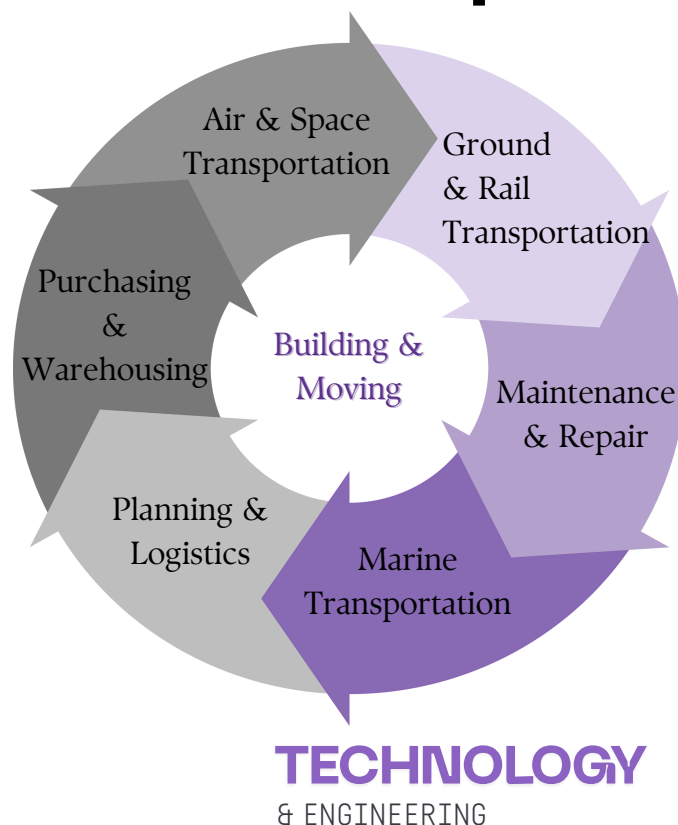 Air & Space
Transportation
Ground
& Rail
Transportation
Maintenance
& Repair
Marine
Transportation
Planning &
Logistics
Purchasing
&
Warehousing
Building &
Moving
TECHNOLOGY
& ENGINEERING